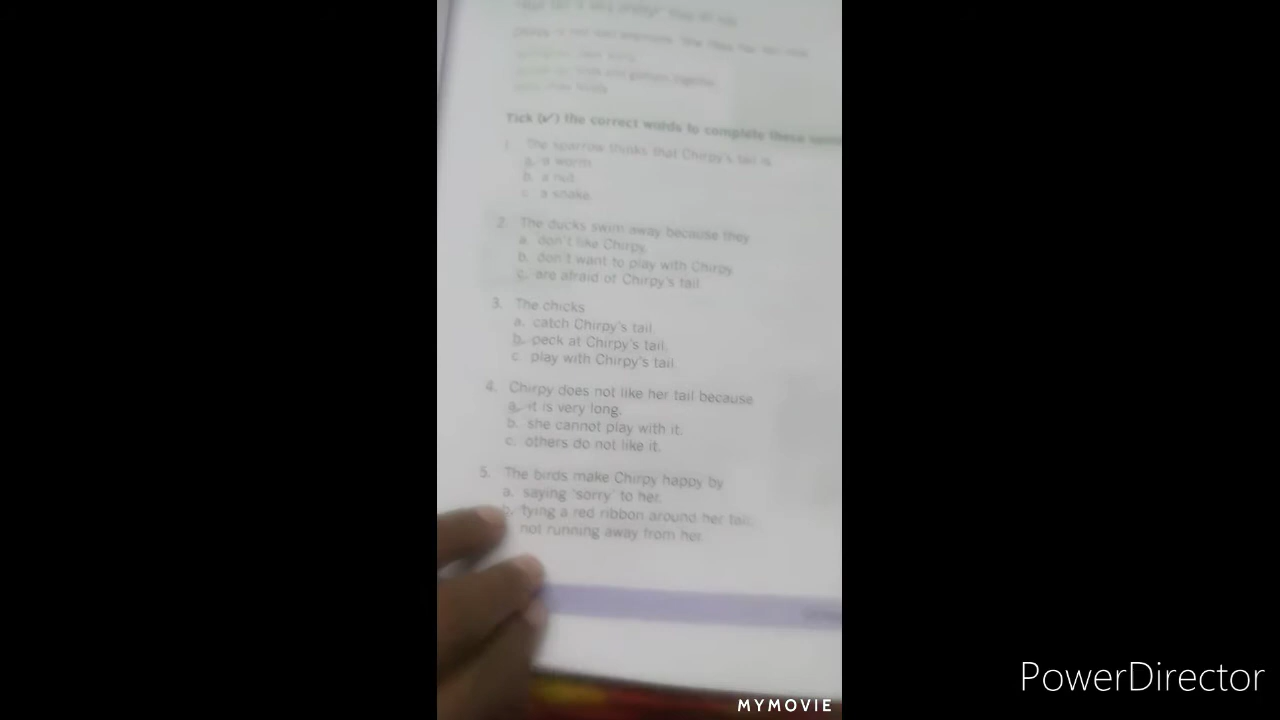 Tick (✓) the correct words to complete these
1. The sparrow thinks that Chirpy's tail is
a. a worm
b. a nut.
c. a snake.
2. The ducks swim away because they
a. don't like Chirpy.
b. don't want to play with Chirpy.
c. are afraid of Chirpy's tail.
3. The chicks
a. catch Chirpy's tail.
b. peck at Chirpy's tail.
c. play with Chirpy's tail.
4. Chirpy does not like her tail because
a. it is very long.
b. she cannot play with it.
c. others do not like it.
5. The birds make Chirpy happy by
a. saying 'sorry' to her.
b. tying a red ribbon around her tail.
not running away from her.
PowerDirector
MYMOVIE